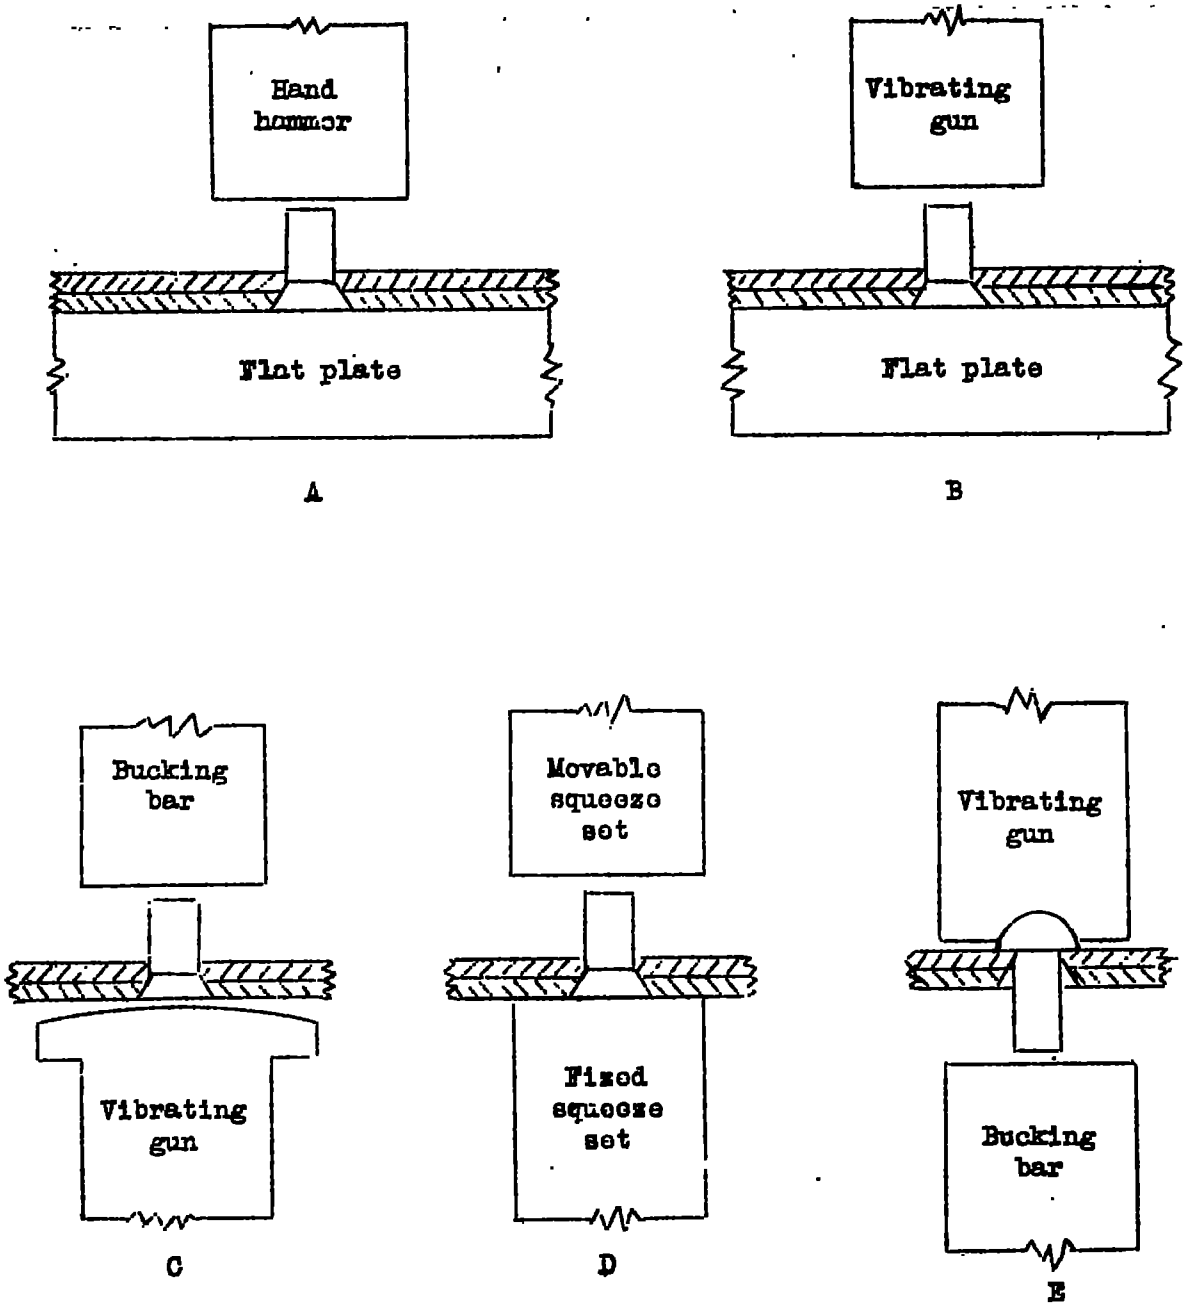 Hand
hammer
Vibrating
gun
Flat plate
Flat plate
A
B
Bucking
bar
Movable
squeeze
set
Vibrating
gun
Vibrating
gun
Fixed
squeeze
set
Bucking
bar
C
D
E